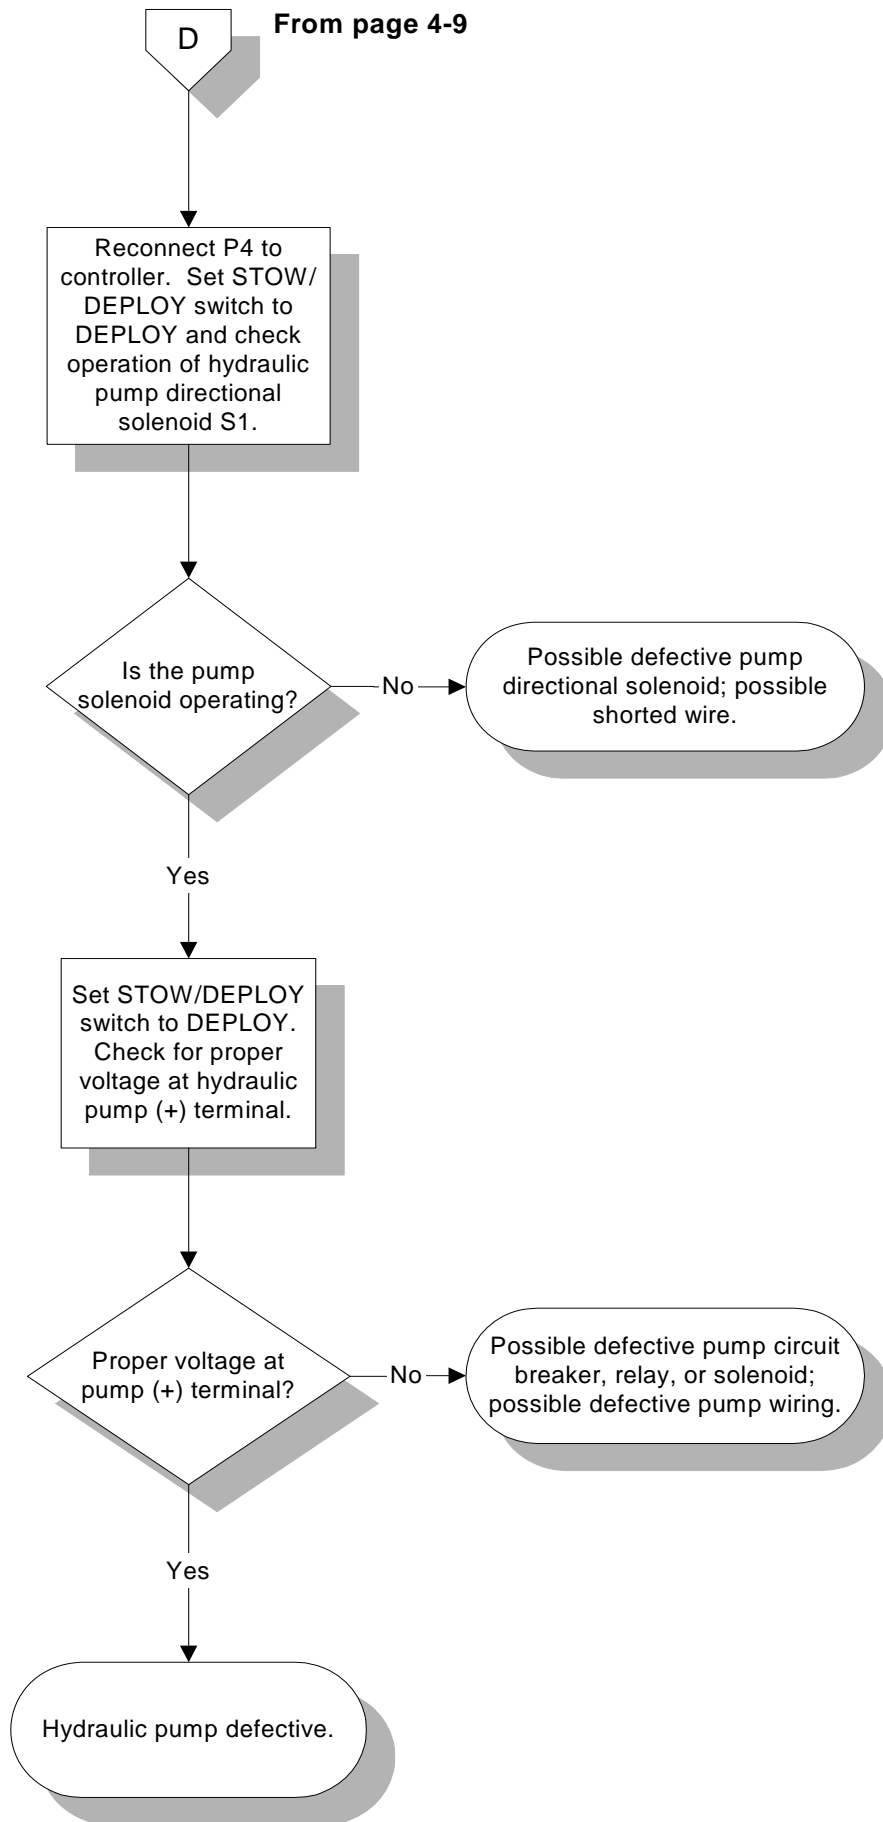 D
From page 4-9
Reconnect P4 to
controller.  Set STOW/
DEPLOY switch to
DEPLOY and check
operation of hydraulic
pump directional
solenoid S1.
Is the pump
solenoid operating?
No
Possible defective pump
directional solenoid; possible
shorted wire.
Yes
Set STOW/DEPLOY
switch to DEPLOY.
Check for proper
voltage at hydraulic
pump (+) terminal.
Proper voltage at
pump (+) terminal?
No
Possible defective pump circuit
breaker, relay, or solenoid;
possible defective pump wiring.
Yes
Hydraulic pump defective.